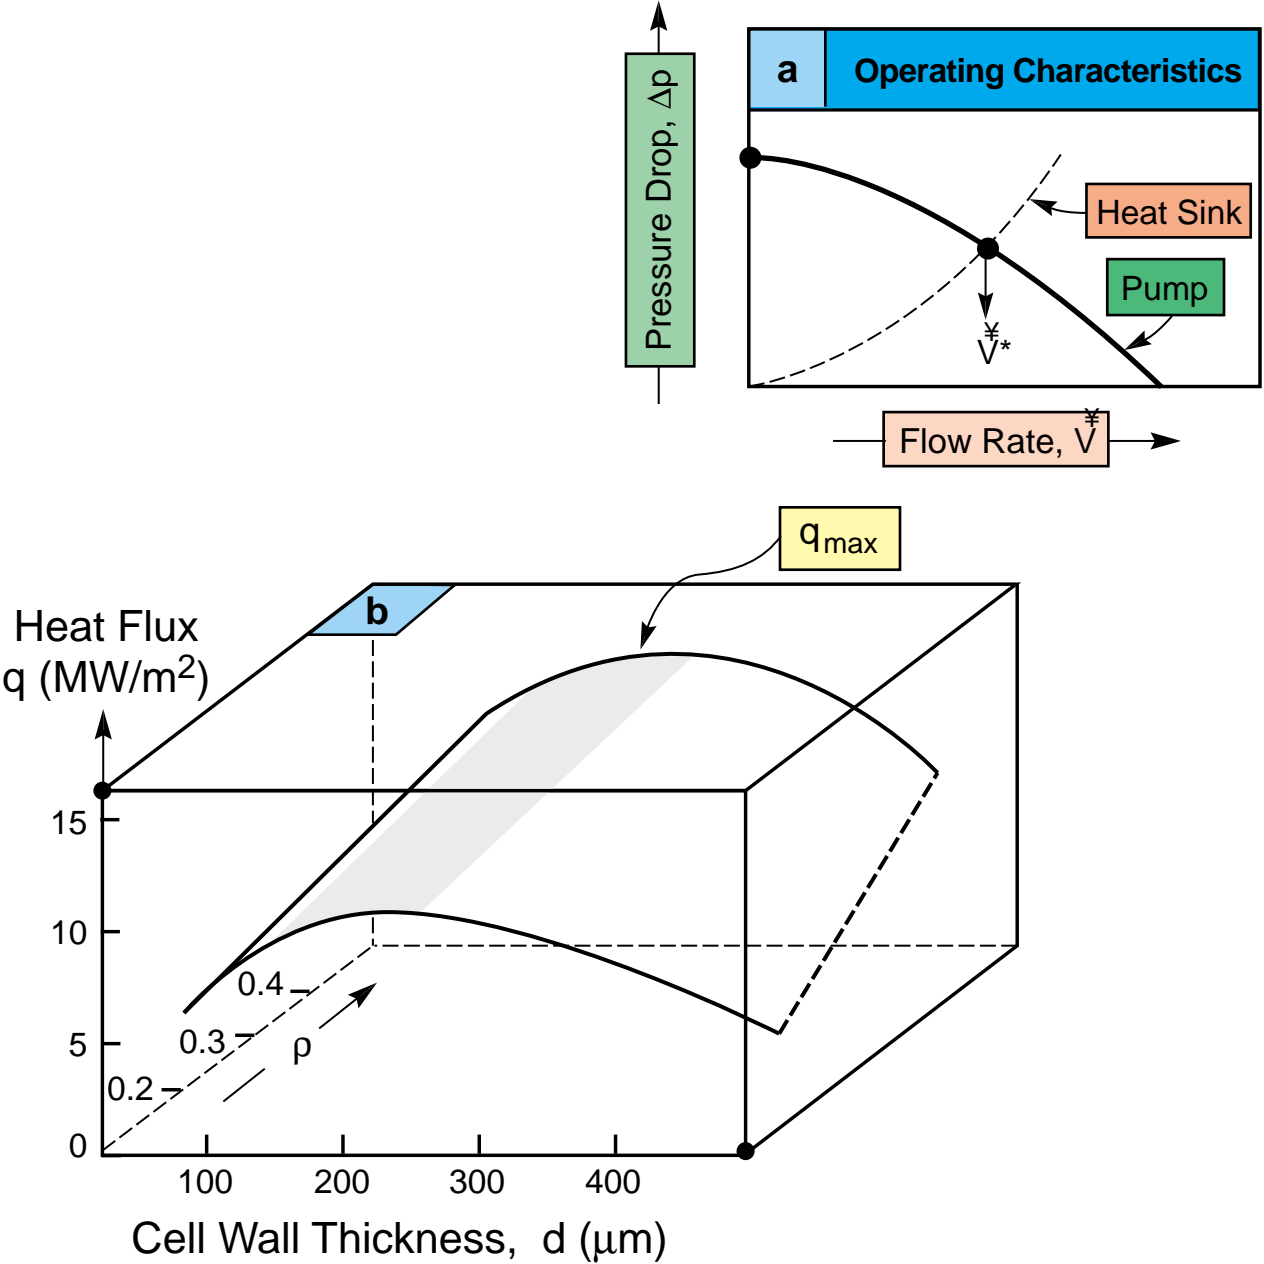 a
Operating Characteristics
Pressure Drop, Δp
Heat Sink
Pump
¥
V*
¥
Flow Rate, V
q max
b
Heat Flux
q (MW/m2)
15
10
5
0
0.4
0.3
0.2
ρ
100 200 300 400
Cell Wall Thickness, d (μm)